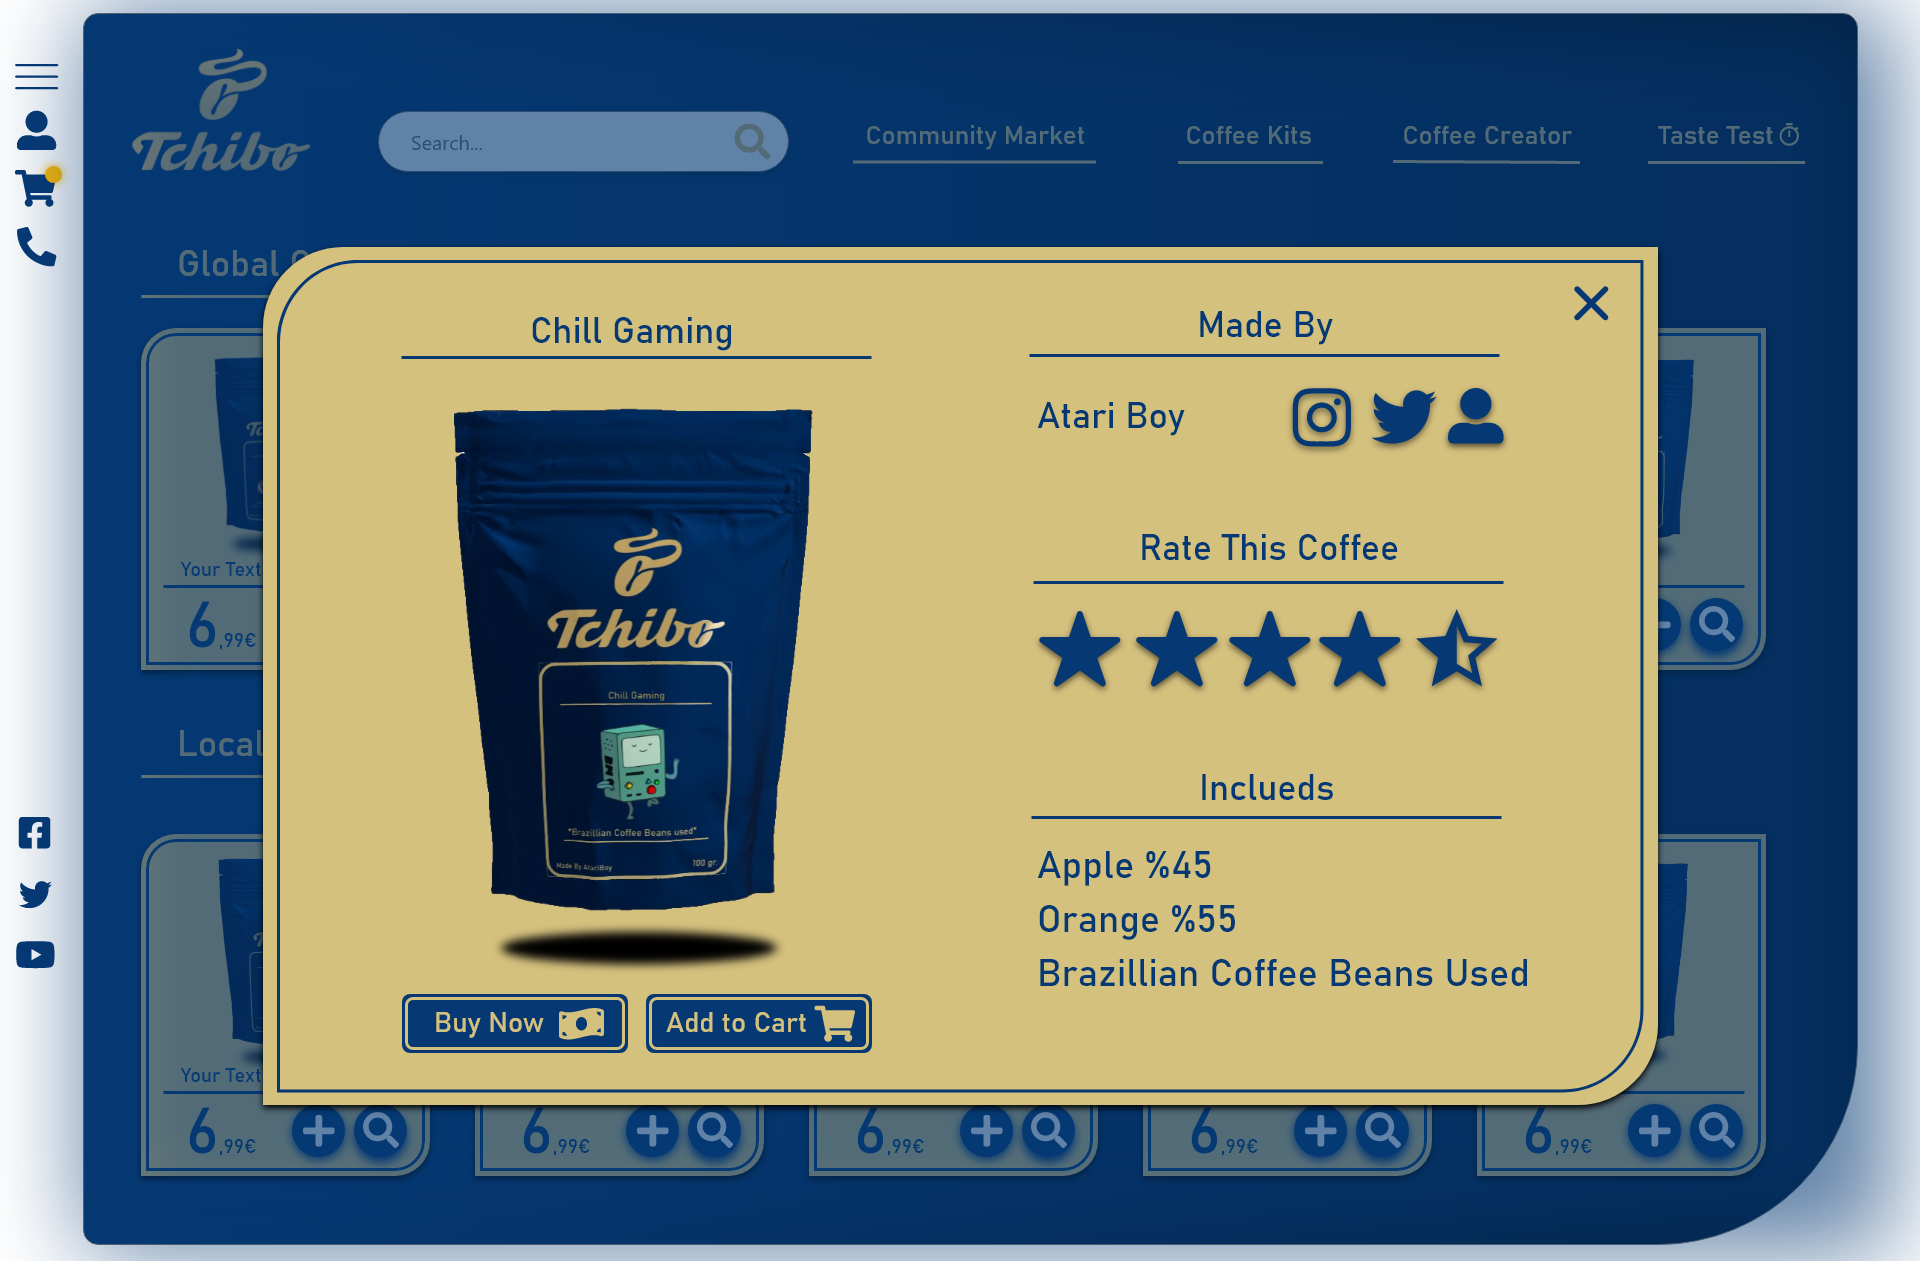 Tchibo
Search...
Community Market
Coffee Kits
Coffee Creator
Taste Test
Global
Chill Gaming
Made By
Atari Boy
Tchibo
Chill Gaming
BMO
*Brazillian Coffee Beans used*
Made By AtariBoy
100 gr.
Rate This Coffee
Inclueds
Apple %45
Orange %55
Brazillian Coffee Beans Used
Buy Now
Add to Cart
Your Text
6,99€
Local
Your Text
6,99€
6,99€
6,99€
6,99€
6,99€